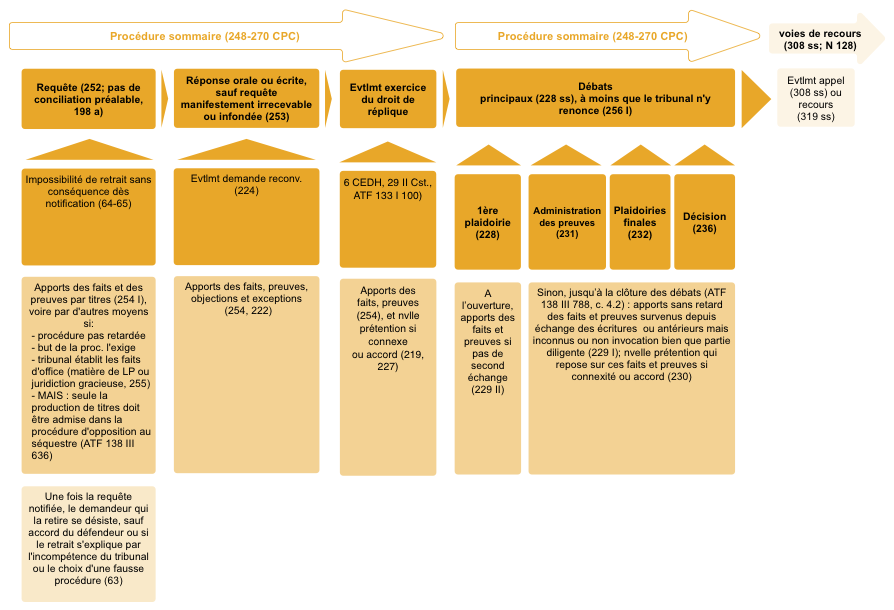 Procédure sommaire (248-270 CPC)
Procédure sommaire (248-270 CPC)
voies de recours
(308 ss; N 128)
Requête (252; pas de
conciliation préalable,
198 a)
Réponse orale ou écrite,
sauf requête
manifestement irrecevable
ou infondée (253)
Evtlmt exercice
du droit de
réplique
Débats
principaux (228 ss), à moins que le tribunal n'y
renonce (256 I)
Evtlmt appel
(308 ss) ou
recours
(319 ss)
Impossibilité de retrait sans
conséquence dès
notification (64-65)
Evtlmt demande reconv.
(224)
6 CEDH, 29 II Cst.,
ATF 133 I 100)
1ère
plaidoirie
(228)
Administration
des preuves
(231)
Plaidoiries
finales
(232)
Décision
(236)
Apports des faits et des
preuves par titres (254 I),
voire par d'autres moyens
si:
- procédure pas retardée
- but de la proc. l'exige
- tribunal établit les faits
d'office (matière de LP ou
juridiction gracieuse, 255)
- MAIS : seule la
production de titres doit
être admise dans la
procédure d'opposition au
séquestre (ATF 138 III
636)
Apports des faits, preuves,
objections et exceptions
(254, 222)
Apports des
faits, preuves
(254), et nvlle
prétention si
connexe
ou accord (219,
227)
A
l'ouverture,
apports des
faits et
preuves si
pas de
second
échange
(229 II)
Sinon, jusqu'à la clôture des débats (ATF
138 III 788, c. 4.2) : apports sans retard
des faits et preuves survenus depuis
échange des écritures ou antérieurs mais
inconnus ou non invocation bien que partie
diligente (229 I); nvelle prétention qui
repose sur ces faits et preuves si
connexité ou accord (230)
Une fois la requête
notifiée, le demandeur qui
la retire se désiste, sauf
accord du défendeur ou si
le retrait s'explique par
l'incompétence du tribunal
ou le choix d'une fausse
procédure (63)